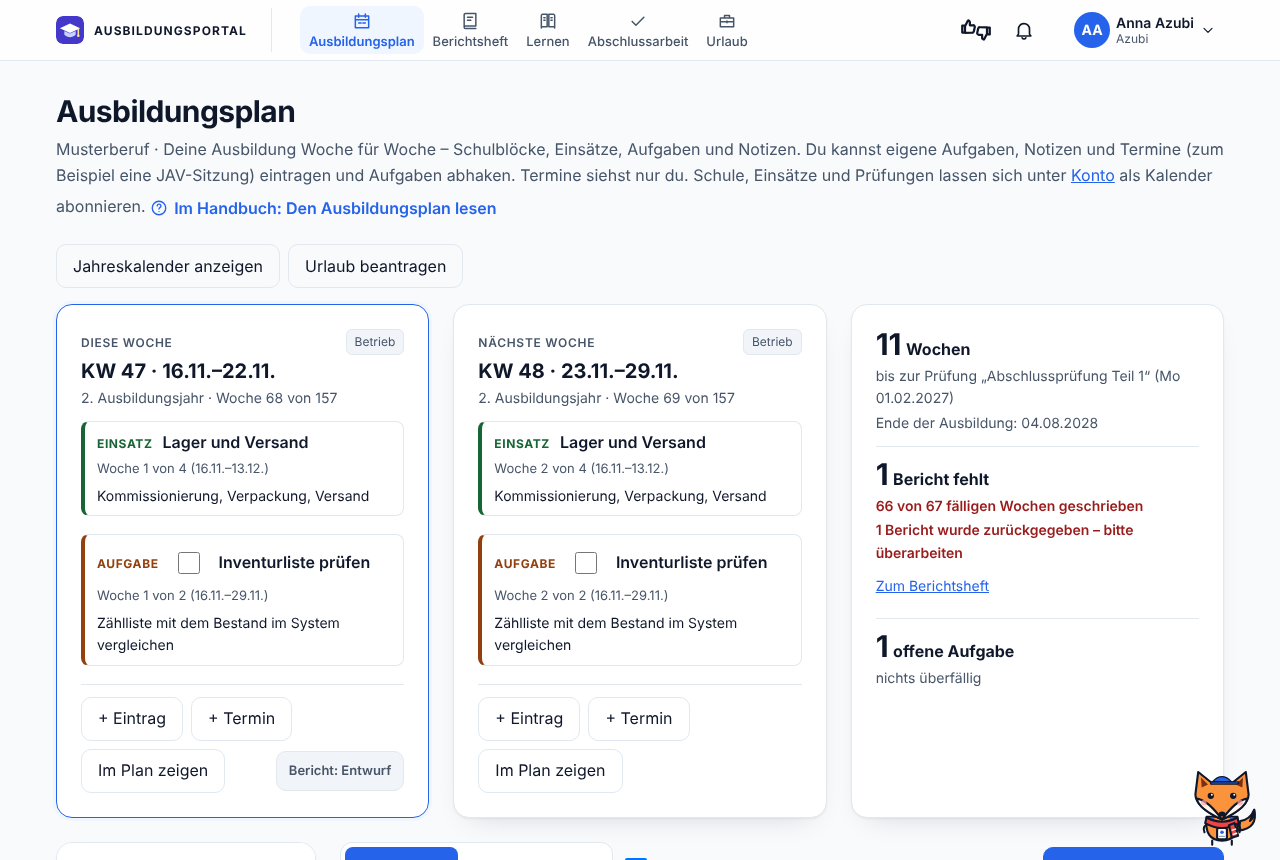 AUSBILDUNGSPORTAL
Ausbildungsplan
Berichtsheft
Lernen
Abschlussarbeit
Urlaub
AA
Anna Azubi
Azubi
Ausbildungsplan
Musterberuf · Deine Ausbildung Woche für Woche – Schulblöcke, Einsätze, Aufgaben und Notizen. Du kannst eigene Aufgaben, Notizen und Termine (zum
Beispiel eine JAV-Sitzung) eintragen und Aufgaben abhaken. Termine siehst nur du. Schule, Einsätze und Prüfungen lassen sich unter Konto als Kalender
abonnieren. Im Handbuch: Den Ausbildungsplan lesen
Jahreskalender anzeigen
Urlaub beantragen
DIESE WOCHE
Betrieb
KW 47 · 16.11.–22.11.
2. Ausbildungsjahr · Woche 68 von 157
EINSATZ Lager und Versand
Woche 1 von 4 (16.11.–13.12.)
Kommissionierung, Verpackung, Versand
AUFGABE Inventurliste prüfen
Woche 1 von 2 (16.11.–29.11.)
Zählliste mit dem Bestand im System
vergleichen
+ Eintrag
+ Termin
Im Plan zeigen
Bericht: Entwurf
NÄCHSTE WOCHE
Betrieb
KW 48 · 23.11.–29.11.
2. Ausbildungsjahr · Woche 69 von 157
EINSATZ Lager und Versand
Woche 2 von 4 (16.11.–13.12.)
Kommissionierung, Verpackung, Versand
AUFGABE Inventurliste prüfen
Woche 2 von 2 (16.11.–29.11.)
Zählliste mit dem Bestand im System
vergleichen
+ Eintrag
+ Termin
Im Plan zeigen
11 Wochen
bis zur Prüfung „Abschlussprüfung Teil 1“ (Mo
01.02.2027)
Ende der Ausbildung: 04.08.2028
1 Bericht fehlt
66 von 67 fälligen Wochen geschrieben
1 Bericht wurde zurückgegeben – bitte
überarbeiten
Zum Berichtsheft
1 offene Aufgabe
nichts überfällig